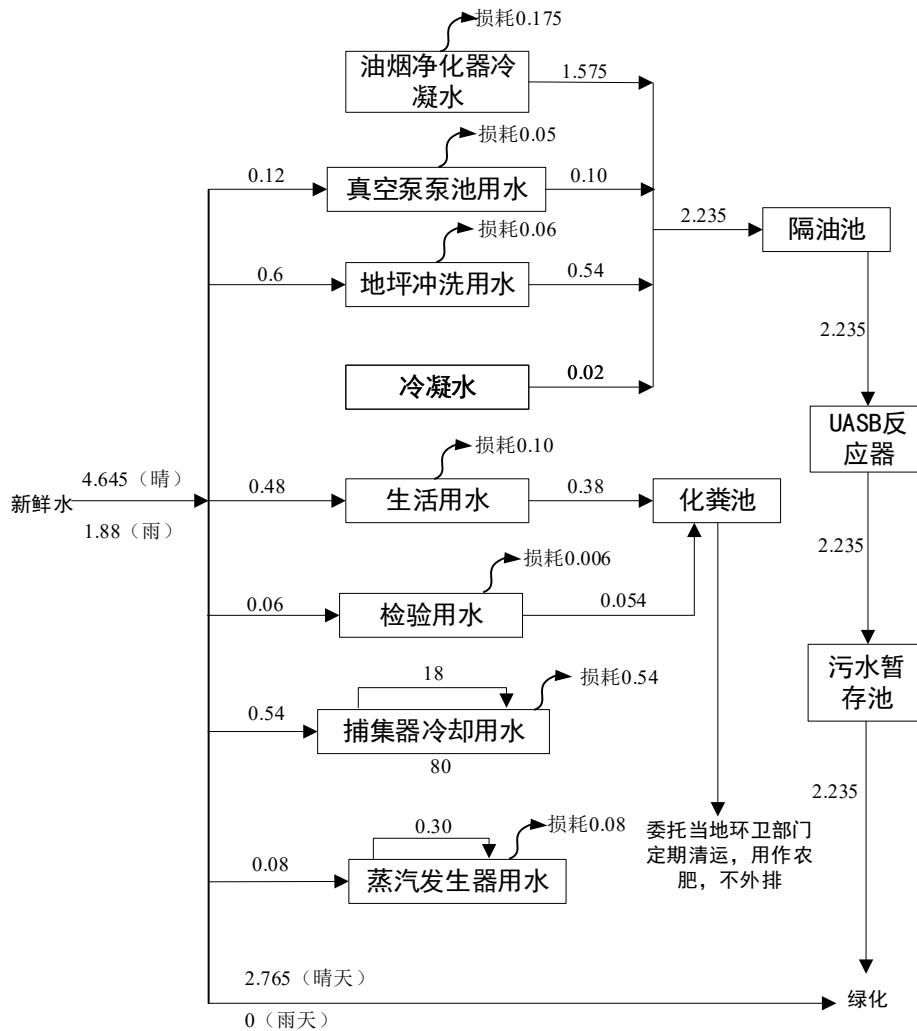 损耗0.175
油烟净化器冷
凝水
1.575
损耗0.05
0.12
真空泵泵池用水
0.10
损耗0.06
0.6
地坪冲洗用水
0.54
2.235
隔油池
2.235
冷凝水
0.02
UASB反
应器
损耗0.10
新鲜水
4.645（晴）
1.88（雨）
0.48
生活用水
0.38
化粪池
2.235
损耗0.006
0.06
检验用水
0.054
污水暂
存池
损耗0.54
18
0.54
捕集器冷却用水
80
2.235
损耗0.08
0.30
0.08
蒸汽发生器用水
委托当地环卫部门
定期清运，用作农
肥，不外排
2.765（晴天）
0（雨天）
绿化